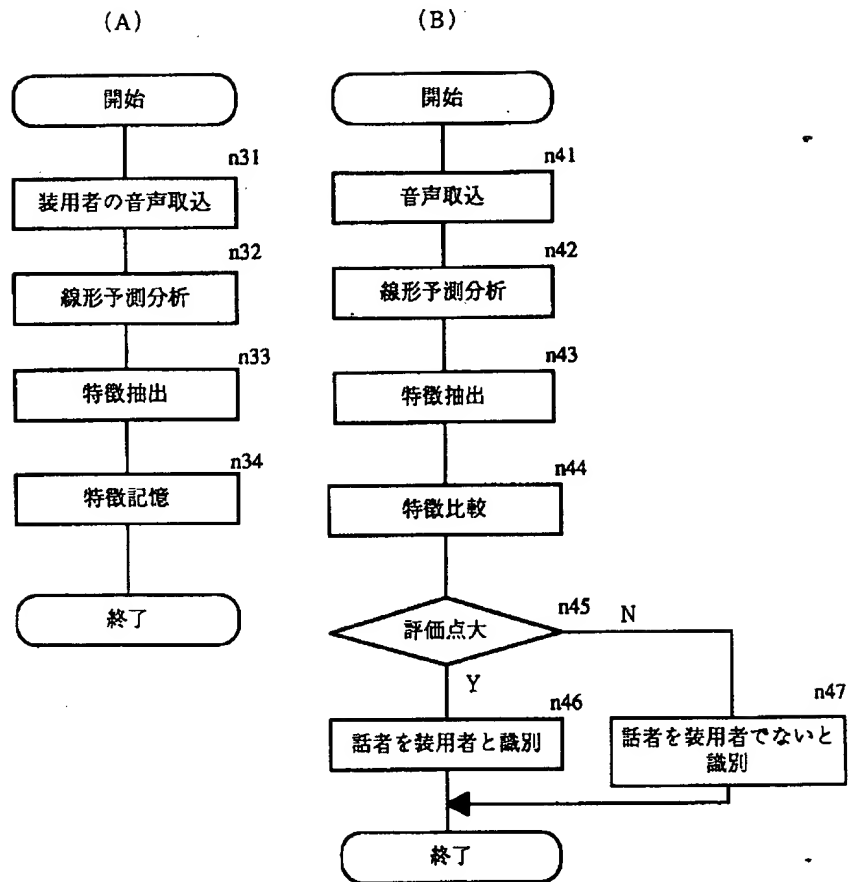 (A)
開始
n31
装用者の音声取込
n32
線形予測分析
n33
特徴抽出
n34
特徴記憶
終了
(B)
開始
n41
音声取込
n42
線形予測分析
n43
特徴抽出
n44
特徴比較
n45
評価点大
N
Y
n46
話者を装用者と識別
n47
話者を装用者でないと
識別
終了